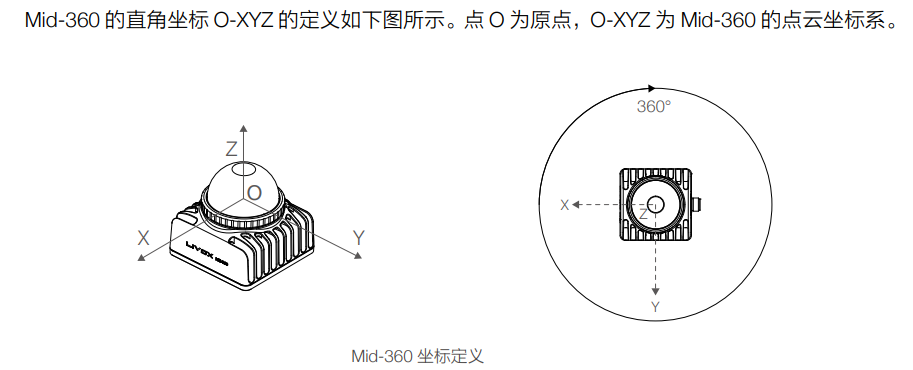 Mid-360 的直角坐标 O-XYZ 的定义如下图所示。点 O 为原点，O-XYZ 为 Mid-360 的点云坐标系。
360°
Z
O
X
Y
LIVOX
X
Z
Y
Mid-360 坐标定义